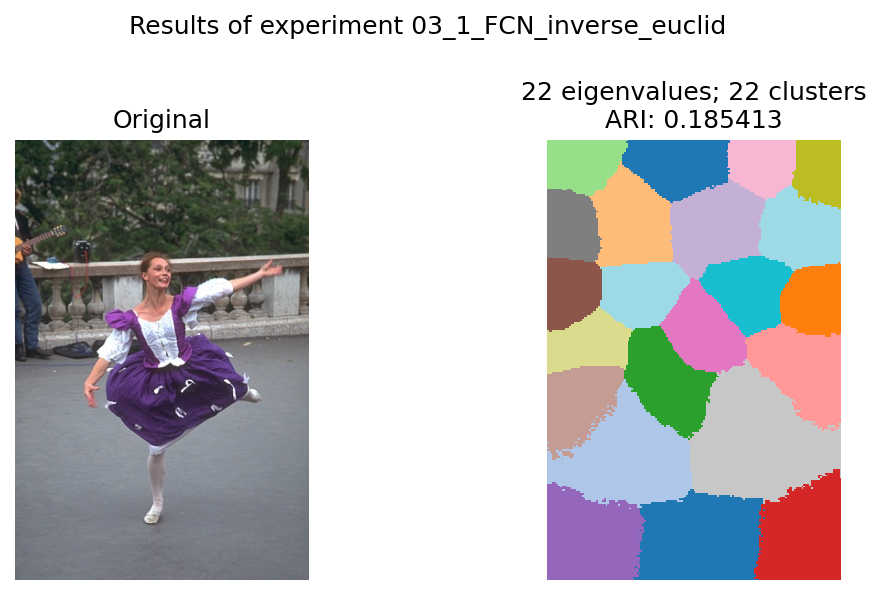 Results of experiment 03_1_FCN_inverse_euclid
Original
22 eigenvalues; 22 clusters
ARI: 0.185413